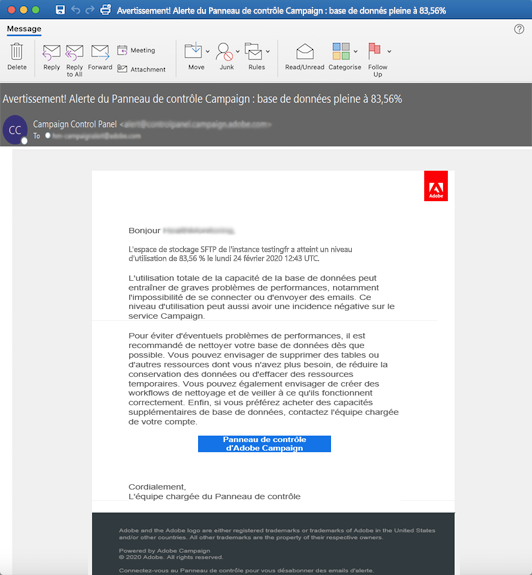 Avertissement! Alerte du Panneau de contrôle Campaign : base de donnés pleine à 83,56%
Message
Delete
Reply
Reply to All
Forward
Meeting
Attachment
Move
Junk
Rules
Read/Unread
Categorise
Follow Up
Avertissement! Alerte du Panneau de contrôle Campaign : base de données pleine à 83,56%
CC
Campaign Control Panel
To
Adobe
Bonjour
L'espace de stockage SFTP de l'instance testingfr a atteint un niveau
d'utilisation de 83,56 % le lundi 24 février 2020 12:43 UTC.
L'utilisation totale de la capacité de la base de données peut
entraîner de graves problèmes de performances, notamment
l'impossibilité de se connecter ou d'envoyer des emails. Ce
niveau d'utilisation peut aussi avoir une incidence négative sur le
service Campaign.
Pour éviter d'éventuels problèmes de performances, il est
recommandé de nettoyer votre base de données dès que
possible. Vous pouvez envisager de supprimer des tables ou
d'autres ressources dont vous n'avez plus besoin, de réduire la
conservation des données ou d'effacer des ressources
temporaires. Vous pouvez également envisager de créer des
workflows de nettoyage et de veiller à ce qu'ils fonctionnent
correctement. Enfin, si vous préférez acheter des capacités
supplémentaires de base de données, contactez l'équipe chargée
de votre compte.
Panneau de contrôle
d'Adobe Campaign
Cordialement,
L'équipe chargée du Panneau de contrôle
Adobe and the Adobe logo are either registered trademarks or trademarks of Adobe in the United States
and/or other countries. All other trademarks are the property of their respective owners.
Powered by Adobe Campaign
© 2020 Adobe. All rights reserved.
Connectez-vous au Panneau de contrôle pour vous désabonner des emails d'alerte.